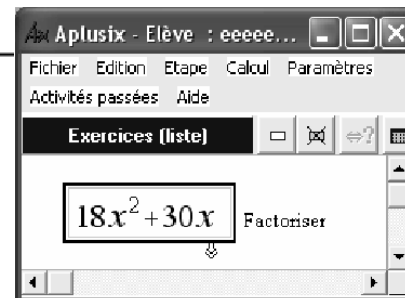 Aplusix - Elève : eeeee...
Fichier Edition Etape Calcul Paramètres
Activités passées Aide
Exercices (liste) ⇔?
18x²+30x Factoriser